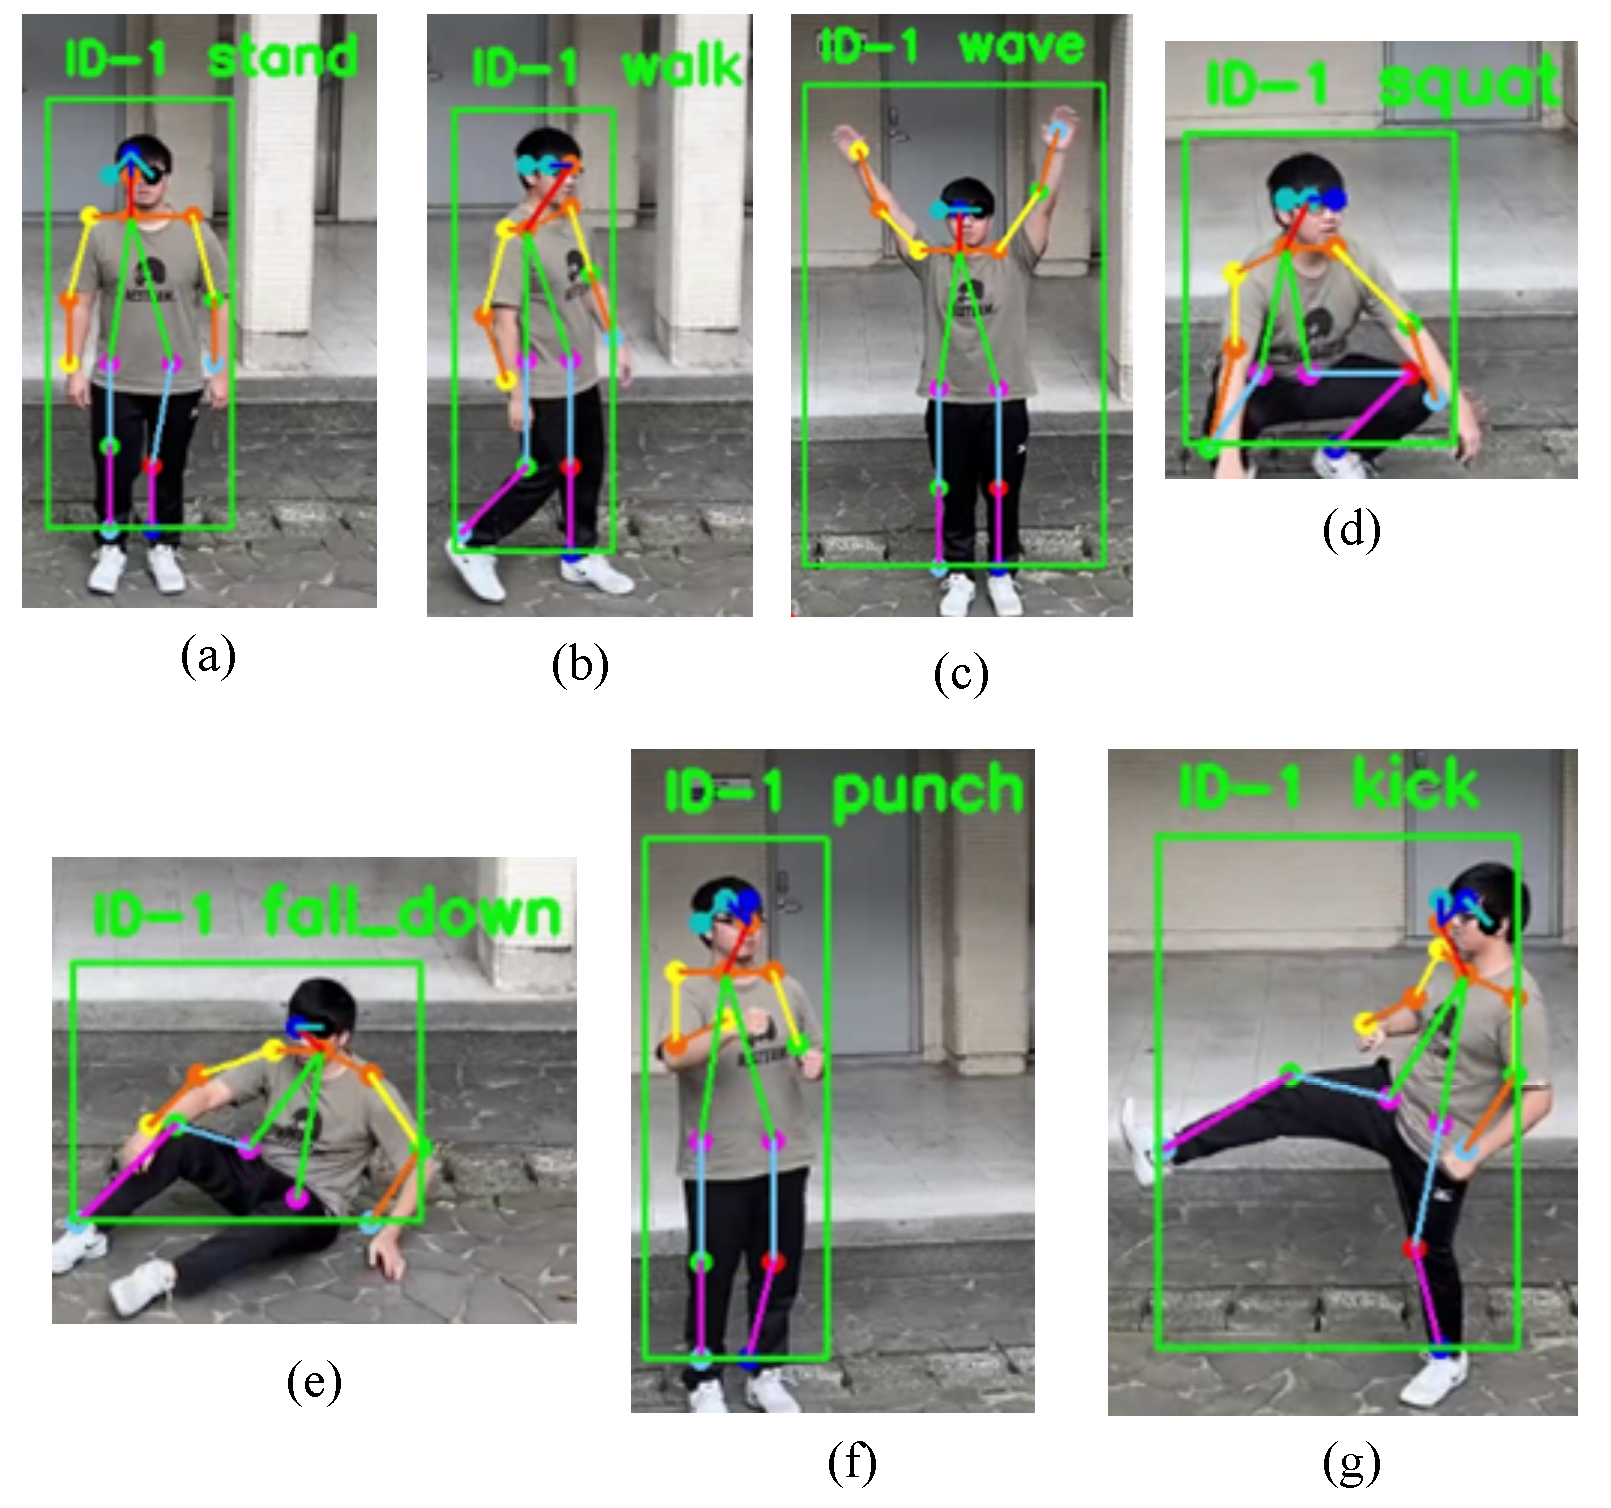 ID-1 stand
ID-1 walk
ID-1 wave
ID-1 squat
(a)
(b)
(c)
(d)
ID-1 fall_down
ID-1 punch
ID-1 kick
(e)
(f)
(g)